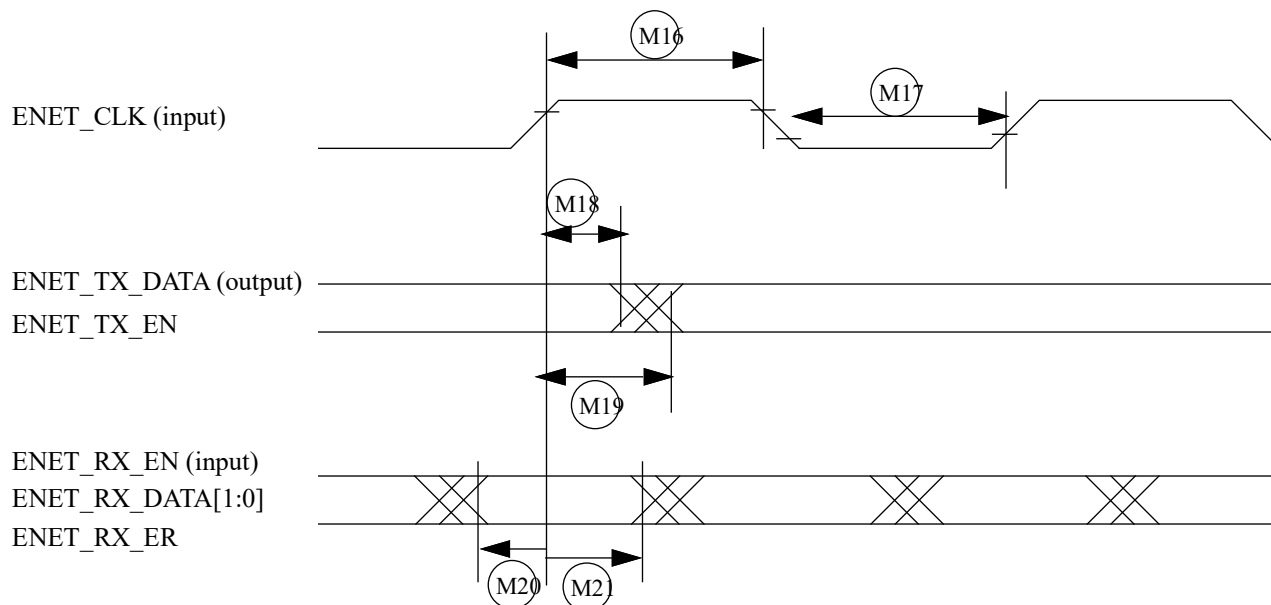 M16
M17
ENET_CLK (input)
M18
ENET_TX_DATA (output)
ENET_TX_EN
M19
ENET_RX_EN (input)
ENET_RX_DATA[1:0]
ENET_RX_ER
M20
M21